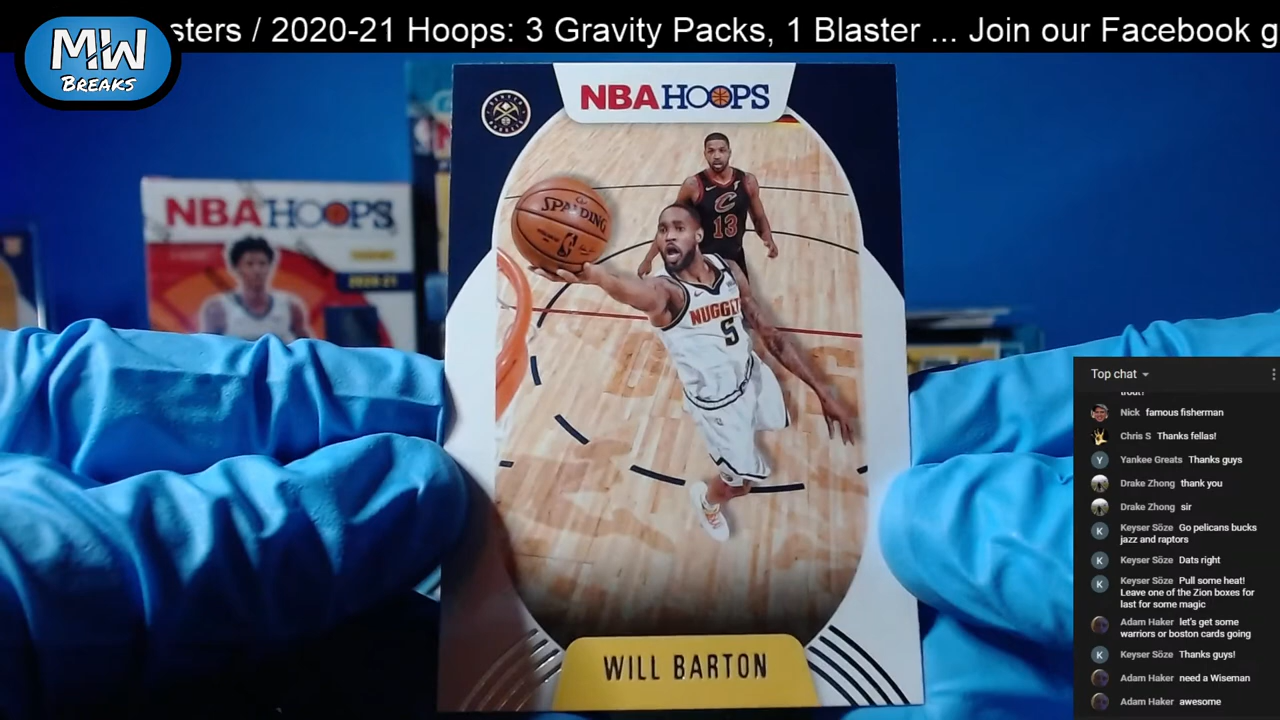 sters / 2020-21 Hoops: 3 Gravity Packs, 1 Blaster ... Join our Facebook g
MW
BREAKS
NBA HOOPS
SPALDING
C
13
NUGGE
5
WILL BARTON
NBA HOOPS
2020-21
Top chat
trout?
Nick famous fisherman
Chris S Thanks fellas!
Y Yankee Greats Thanks guys
Drake Zhong thank you
Drake Zhong sir
K Keyser Söze Go pelicans bucks
jazz and raptors
K Keyser Söze Dats right
K Keyser Söze Pull some heat!
Leave one of the Zion boxes for
last for some magic
Adam Haker let's get some
warriors or boston cards going
K Keyser Söze Thanks guys!
Adam Haker need a Wiseman
Adam Haker awesome